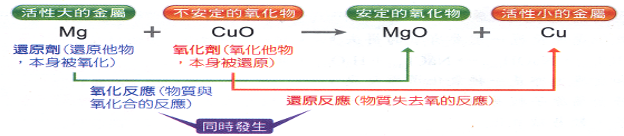 活性大的金屬 不安定的氧化物 安定的氧化物 活性小的金屬
Mg + CuO MgO + Cu
還原劑(還原他物 氧化劑(氧化他物
，本身被氧化) ，本身被還原)
氧化反應(物質與
氧化合的反應)
還原反應(物質失去氧的反應)
同時發生